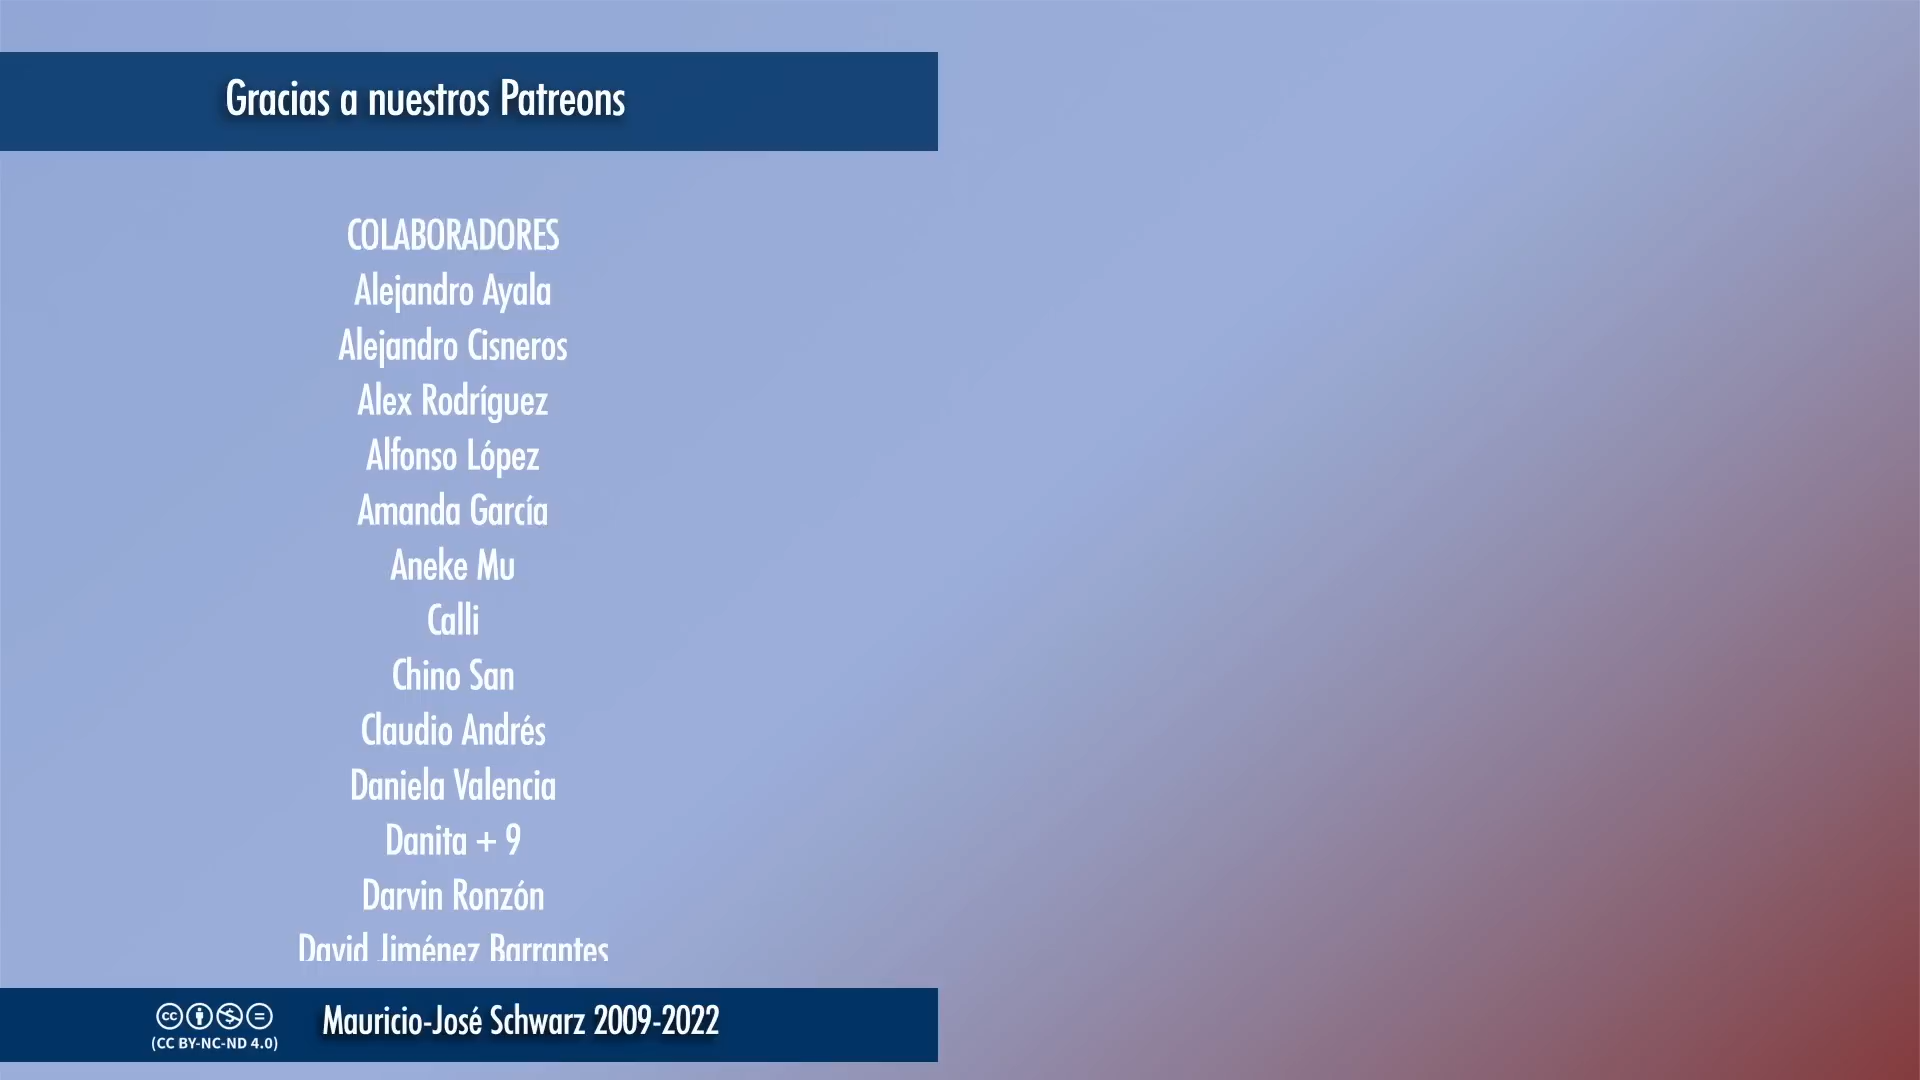 Gracias a nuestros Patreons
COLABORADORES
Alejandro Ayala
Alejandro Cisneros
Alex Rodríguez
Alfonso López
Amanda García
Aneke Mu
Calli
Chino San
Claudio Andrés
Daniela Valencia
Danita + 9
Darvin Ronzón
David Jiménez Barrantes
Mauricio-José Schwarz 2009-2022
(CC BY-NC-ND 4.0)